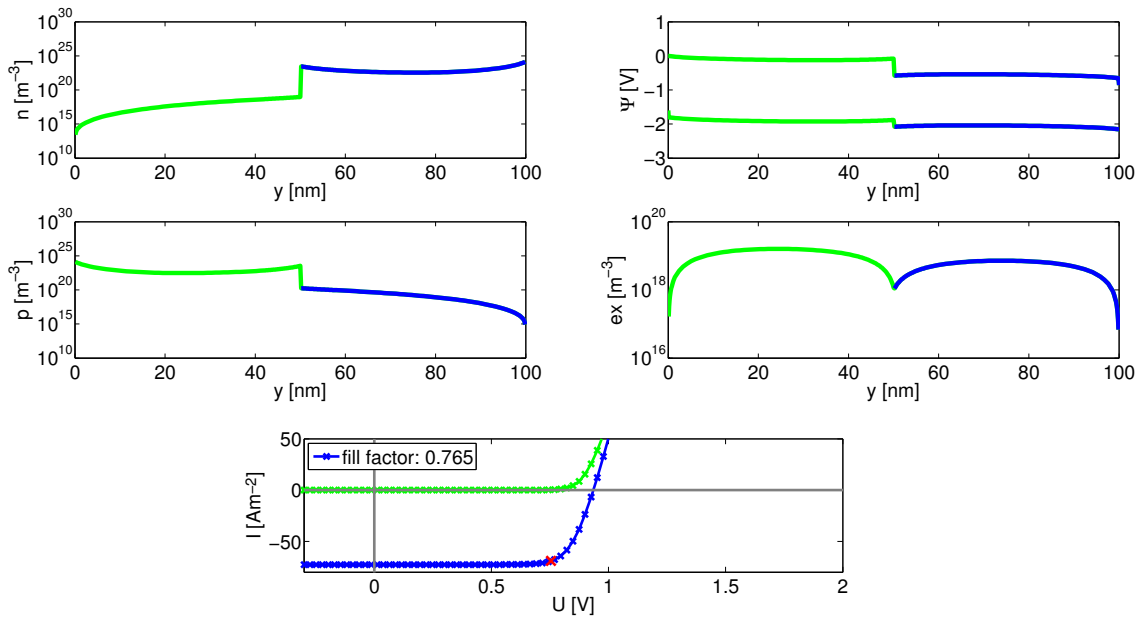 10^30
10^25
10^20
10^15
10^10
n [m^−3]
0 20 40 60 80 100
y [nm]
1
0
−1
−2
−3
Ψ [V]
0 20 40 60 80 100
y [nm]
10^30
10^25
10^20
10^15
10^10
p [m^−3]
0 20 40 60 80 100
y [nm]
10^20
10^18
10^16
ex [m^−3]
0 20 40 60 80 100
y [nm]
50
0
−50
I [Am−2]
fill factor: 0.765
0 0.5 1 1.5 2
U [V]